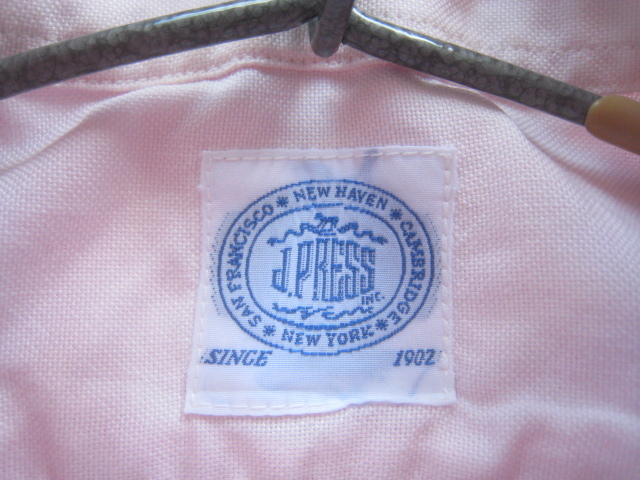 SAN FRANCISCO * NEW HAVEN * CAMBRIDGE * NEW YORK *
J. PRESS
INC.
SINCE 1902